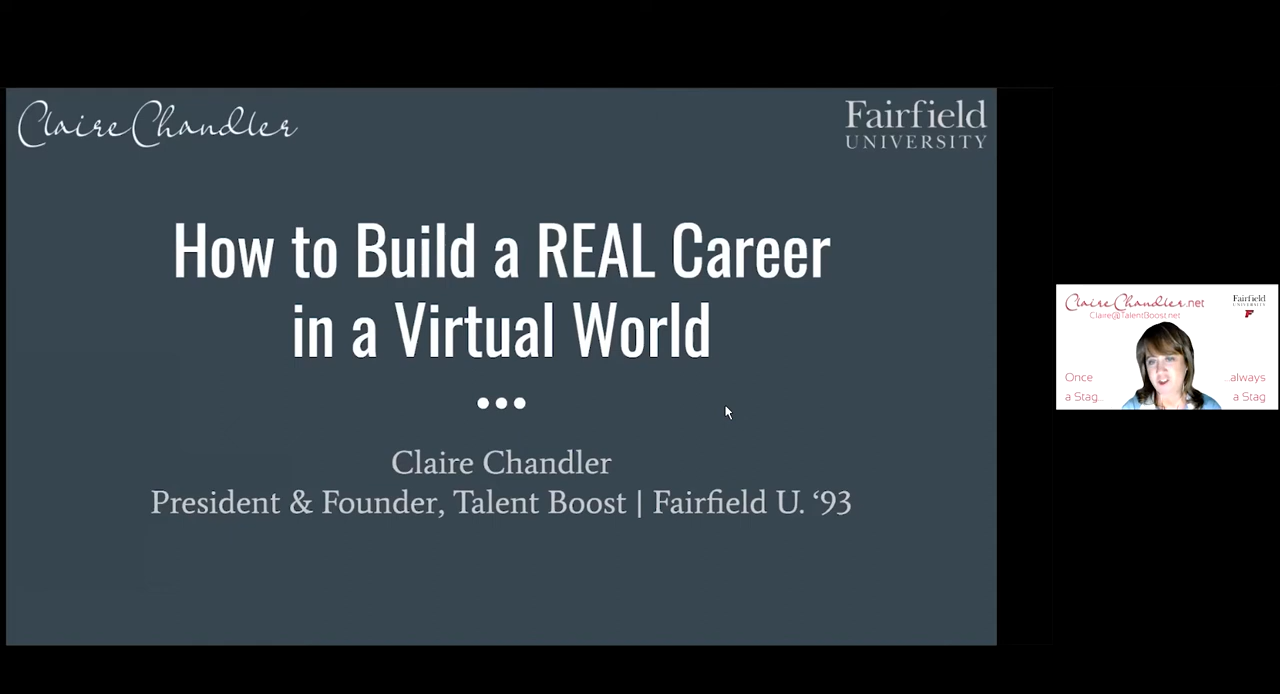 Claire Chandler
Fairfield
UNIVERSITY
How to Build a REAL Career
in a Virtual World
Claire Chandler
President & Founder, Talent Boost | Fairfield U. ‘93
ClaireChandler.net
Claire@TalentBoost.net
Fairfield
UNIVERSITY
F
Once
a Stag...
...always
a Stag